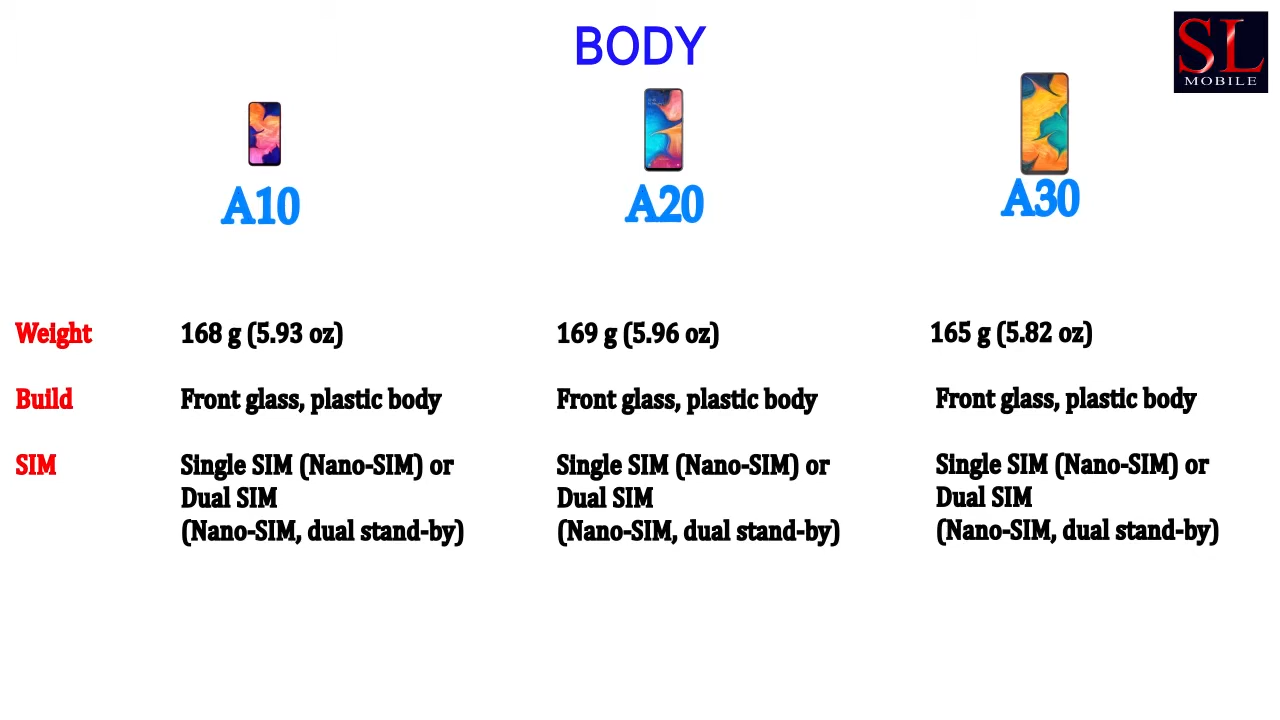 BODY
SL
MOBILE
A10
A20
A30
Weight 168 g (5.93 oz) 169 g (5.96 oz) 165 g (5.82 oz)
Build Front glass, plastic body Front glass, plastic body Front glass, plastic body
SIM Single SIM (Nano-SIM) or Single SIM (Nano-SIM) or Single SIM (Nano-SIM) or
Dual SIM Dual SIM Dual SIM
(Nano-SIM, dual stand-by) (Nano-SIM, dual stand-by) (Nano-SIM, dual stand-by)